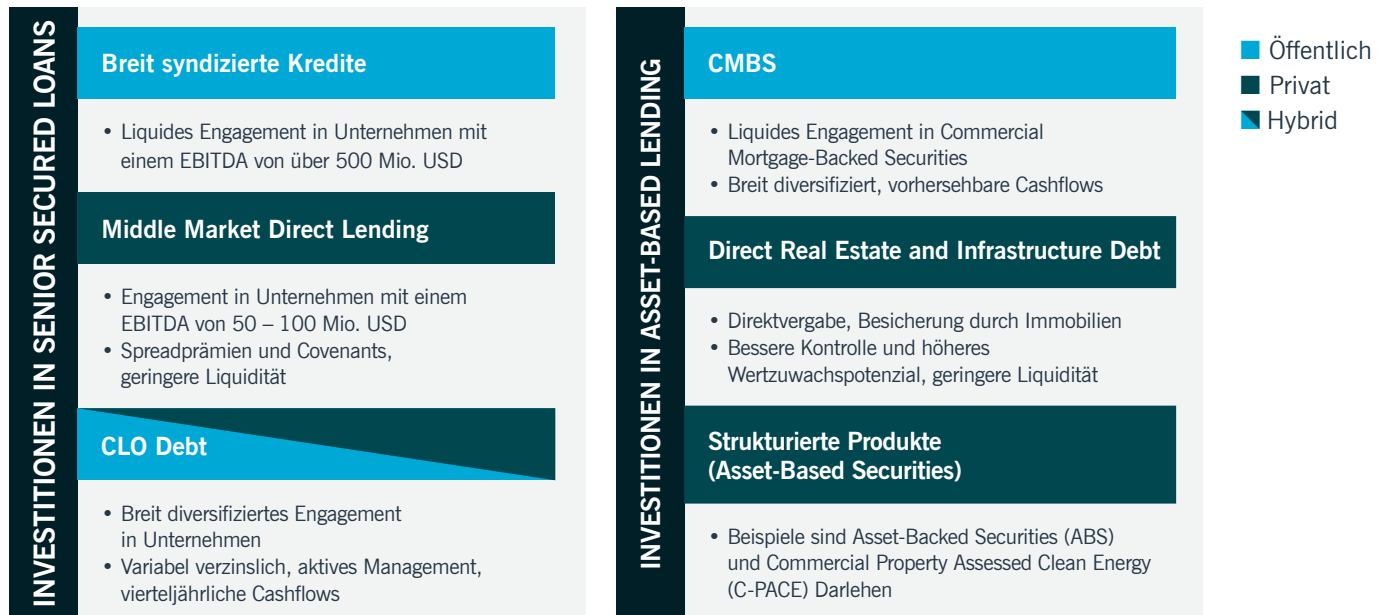 INVESTITIONEN IN SENIOR SECURED LOANS
Breit syndizierte Kredite
• Liquides Engagement in Unternehmen mit
einem EBITDA von über 500 Mio. USD
Middle Market Direct Lending
• Engagement in Unternehmen mit einem
EBITDA von 50 – 100 Mio. USD
• Spreadprämien und Covenants,
geringere Liquidität
CLO Debt
• Breit diversifiziertes Engagement
in Unternehmen
• Variabel verzinslich, aktives Management,
vierteljährliche Cashflows
INVESTITIONEN IN ASSET-BASED LENDING
CMBS
• Liquides Engagement in Commercial
Mortgage-Backed Securities
• Breit diversifiziert, vorhersehbare Cashflows
Direct Real Estate and Infrastructure Debt
• Direktvergabe, Besicherung durch Immobilien
• Bessere Kontrolle und höheres
Wertzuwachspotenzial, geringere Liquidität
Strukturierte Produkte
(Asset-Based Securities)
• Beispiele sind Asset-Backed Securities (ABS)
und Commercial Property Assessed Clean Energy
(C-PACE) Darlehen
Öffentlich
Privat
Hybrid